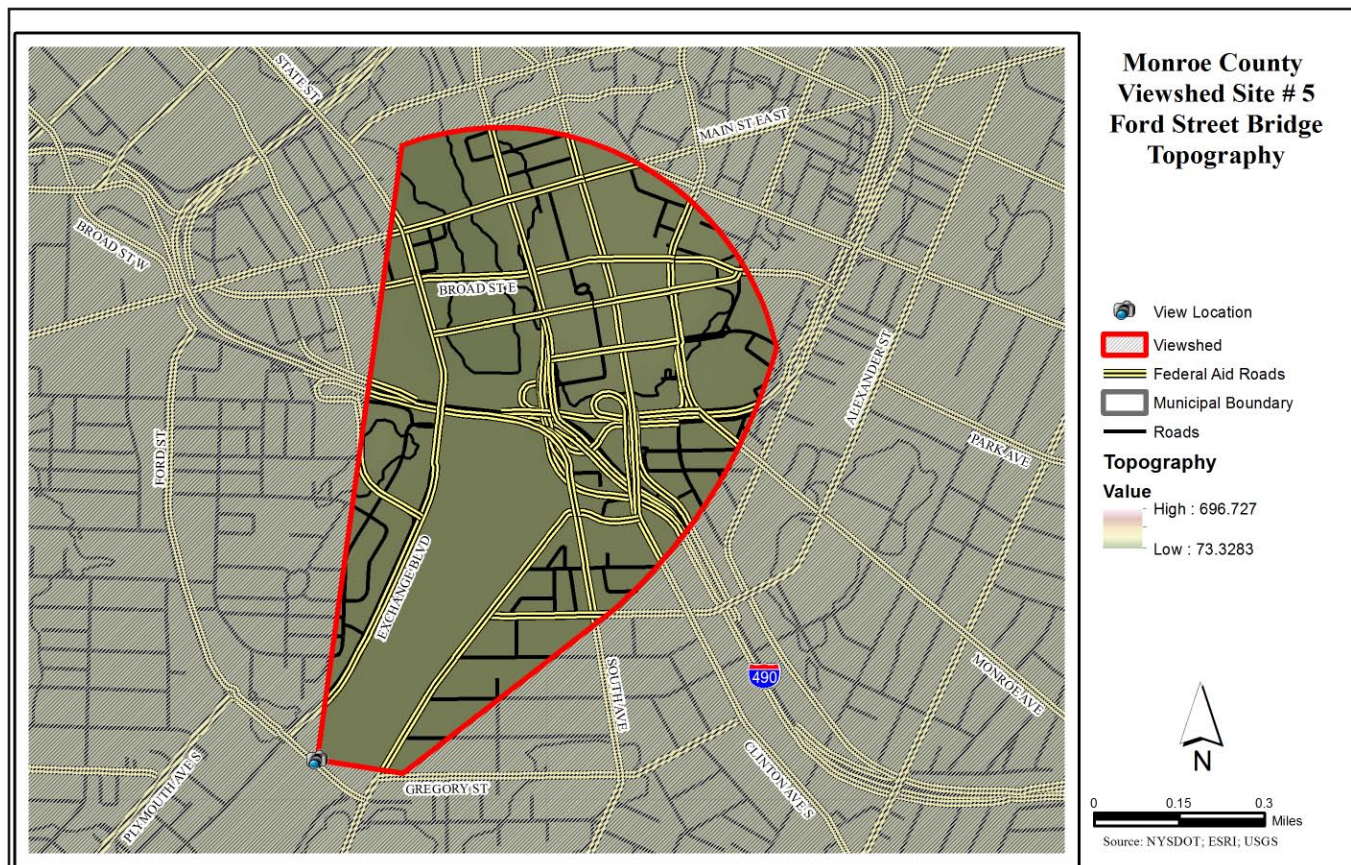 Monroe County
Viewshed Site # 5
Ford Street Bridge
Topography
STATE ST
MAIN ST EAST
BROAD ST W
BROAD ST E
ALEXANDER ST
FORD ST
PARK AVE
EXCHANGE BLVD
SOUTH AVE
490
MONROE AVE
PLYMOUTH AVE S
GREGORY ST
CLINTON AVE S
View Location
Viewshed
Federal Aid Roads
Municipal Boundary
Roads
Topography
Value
High : 696.727
Low : 73.3283
N
0 0.15 0.3
Miles
Source: NYSDOT; ESRI; USGS